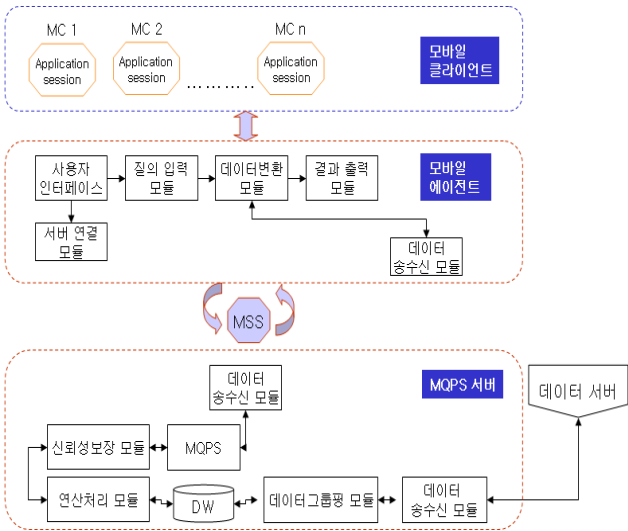 MC 1
MC 2
MC n
Application
session
Application
session
Application
session
...........
모바일
클라이언트
사용자
인터페이스
질의 입력
모듈
데이터변환
모듈
결과 출력
모듈
모바일
에이전트
서버 연결
모듈
데이터
송수신 모듈
MSS
데이터
송수신 모듈
MQPS 서버
데이터 서버
신뢰성보장 모듈
MQPS
연산처리 모듈
DW
데이터그룹핑 모듈
데이터
송수신 모듈